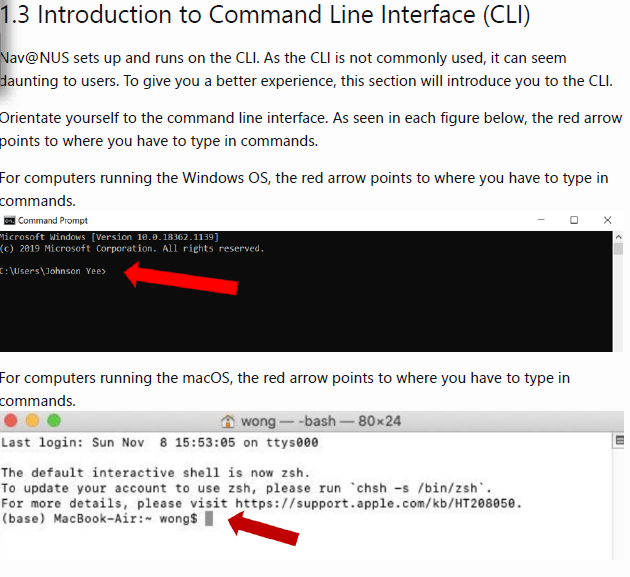 1.3 Introduction to Command Line Interface (CLI)
Nav@NUS sets up and runs on the CLI. As the CLI is not commonly used, it can seem
daunting to users. To give you a better experience, this section will introduce you to the CLI.
Orientate yourself to the command line interface. As seen in each figure below, the red arrow
points to where you have to type in commands.
For computers running the Windows OS, the red arrow points to where you have to type in
commands.
Command Prompt
Microsoft Windows [Version 10.0.18362.1139]
(c) 2019 Microsoft Corporation. All rights reserved.
C:\Users\Johnson Yee>
For computers running the macOS, the red arrow points to where you have to type in
commands.
wong — -bash — 80×24
Last login: Sun Nov  8 15:53:05 on ttys000
The default interactive shell is now zsh.
To update your account to use zsh, please run `chsh -s /bin/zsh`.
For more details, please visit https://support.apple.com/kb/HT208050.
(base) MacBook-Air:~ wong$